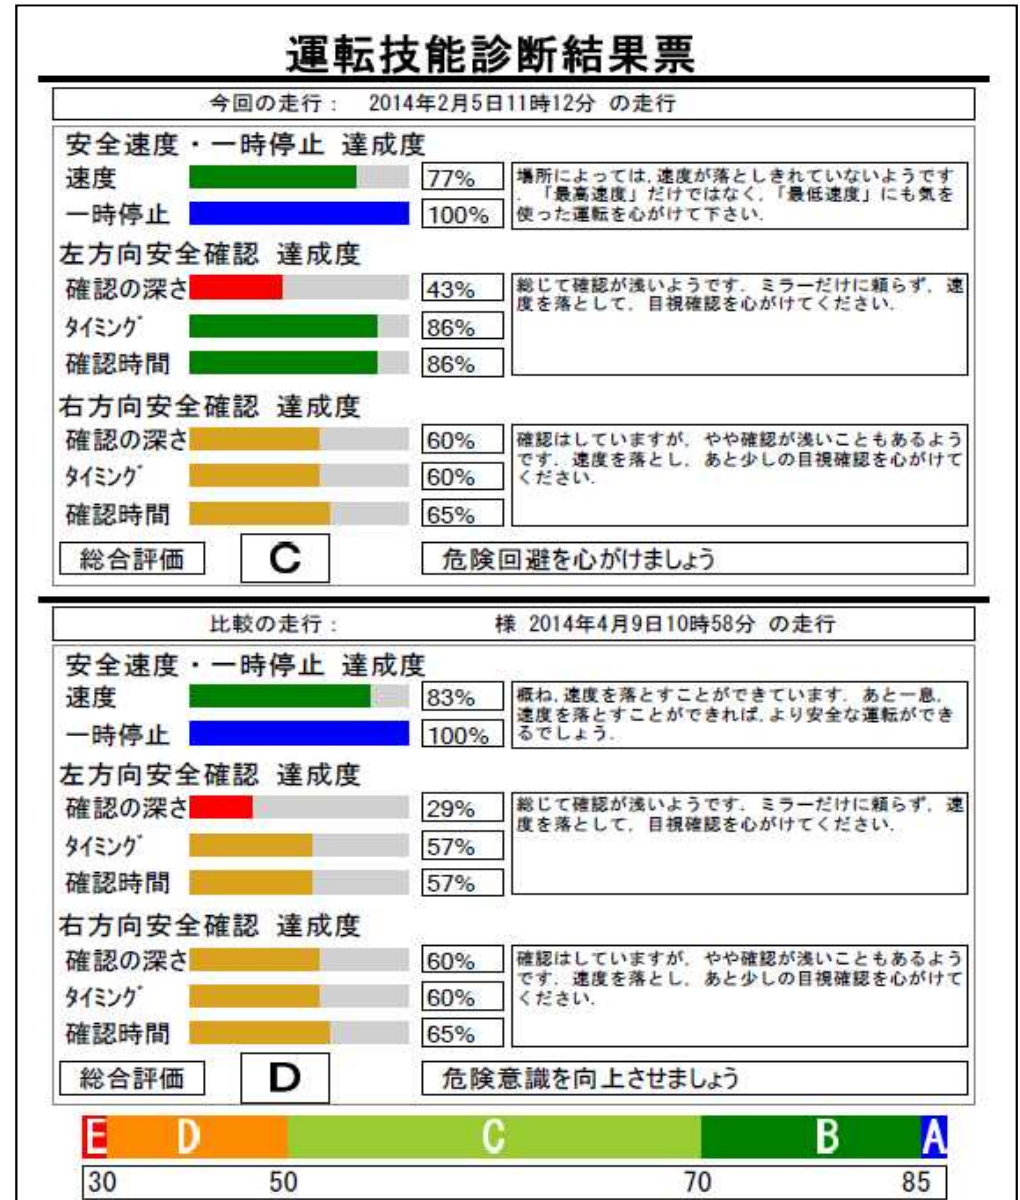 運転技能診断結果票
今回の走行： 2014年2月5日11時12分 の走行
安全速度・一時停止 達成度
速度 77%
場所によっては，速度が落としきれていないようです
．「最高速度」だけではなく，「最低速度」にも気を
使った運転を心がけて下さい．
一時停止 100%
左方向安全確認 達成度
確認の深さ 43%
総じて確認が浅いようです． ミラーだけに頼らず， 速
度を落として， 目視確認を心がけてください．
ﾀｲﾐﾝｸﾞ 86%
確認時間 86%
右方向安全確認 達成度
確認の深さ 60%
確認はしていますが， やや確認が浅いこともあるよう
です． 速度を落とし， あと少しの目視確認を心がけて
ください．
ﾀｲﾐﾝｸﾞ 60%
確認時間 65%
総合評価 C 危険回避を心がけましょう
比較の走行： 様 2014年4月9日10時58分 の走行
安全速度・一時停止 達成度
速度 83%
概ね，速度を落とすことができています． あと一息，
速度を落とすことができれば，より安全な運転ができ
るでしょう．
一時停止 100%
左方向安全確認 達成度
確認の深さ 29%
総じて確認が浅いようです． ミラーだけに頼らず， 速
度を落として， 目視確認を心がけてください．
ﾀｲﾐﾝｸﾞ 57%
確認時間 57%
右方向安全確認 達成度
確認の深さ 60%
確認はしていますが， やや確認が浅いこともあるよう
です． 速度を落とし， あと少しの目視確認を心がけて
ください．
ﾀｲﾐﾝｸﾞ 60%
確認時間 65%
総合評価 D 危険意識を向上させましょう
E D C B A
30 50 70 85